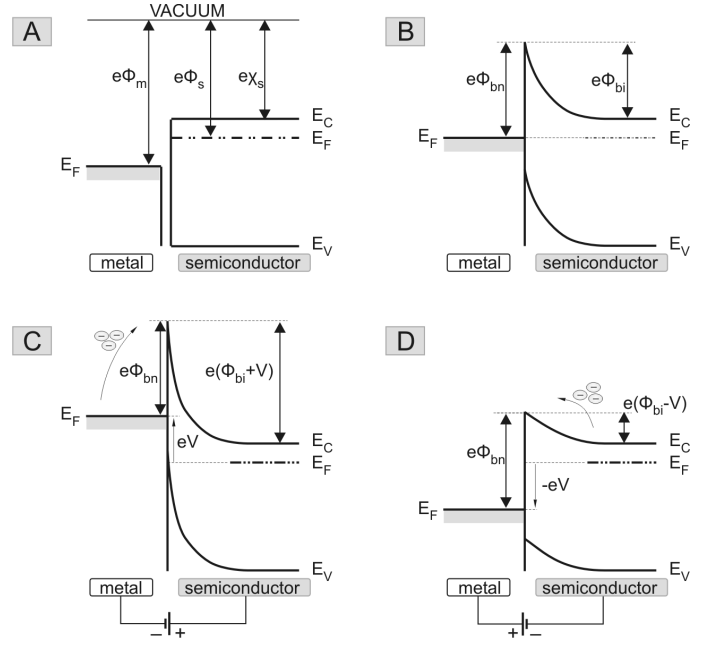 VACUUM
A
eΦm
eΦs
eχs
EC
EF
EF
EV
metal
semiconductor
B
eΦbn
eΦbi
EC
EF
EF
EV
metal
semiconductor
C
− − −
eΦbn
e(Φbi+V)
EF
eV
EC
EF
EV
metal
semiconductor
− +
D
− − −
e(Φbi-V)
eΦbn
EC
EF
-eV
EF
EV
metal
semiconductor
+ −